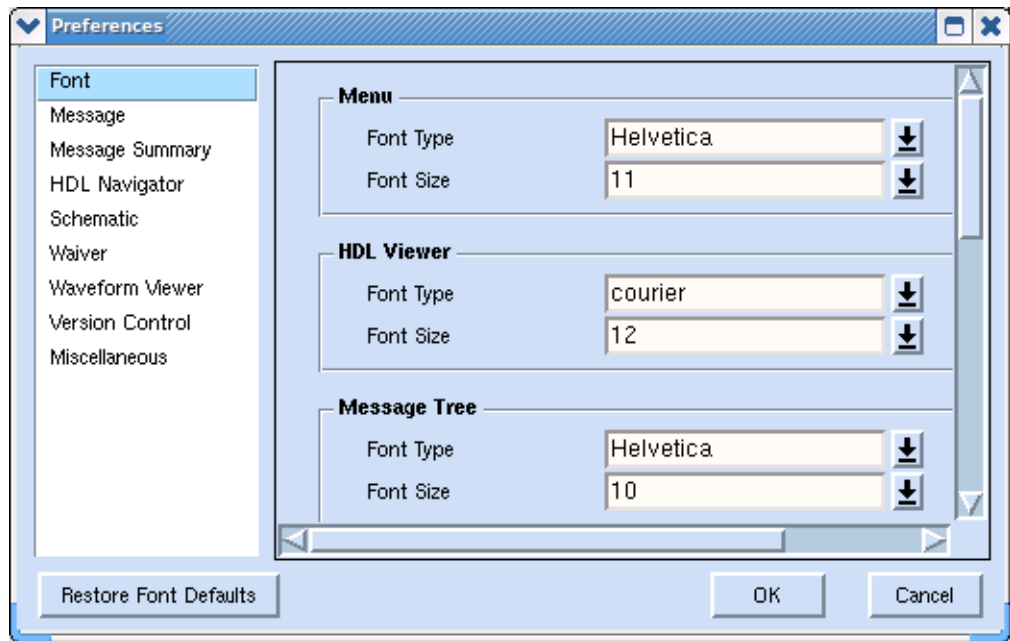 Preferences
Font
Message
Message Summary
HDL Navigator
Schematic
Waiver
Waveform Viewer
Version Control
Miscellaneous
Menu
Font Type Helvetica
Font Size 11
HDL Viewer
Font Type courier
Font Size 12
Message Tree
Font Type Helvetica
Font Size 10
Restore Font Defaults OK Cancel